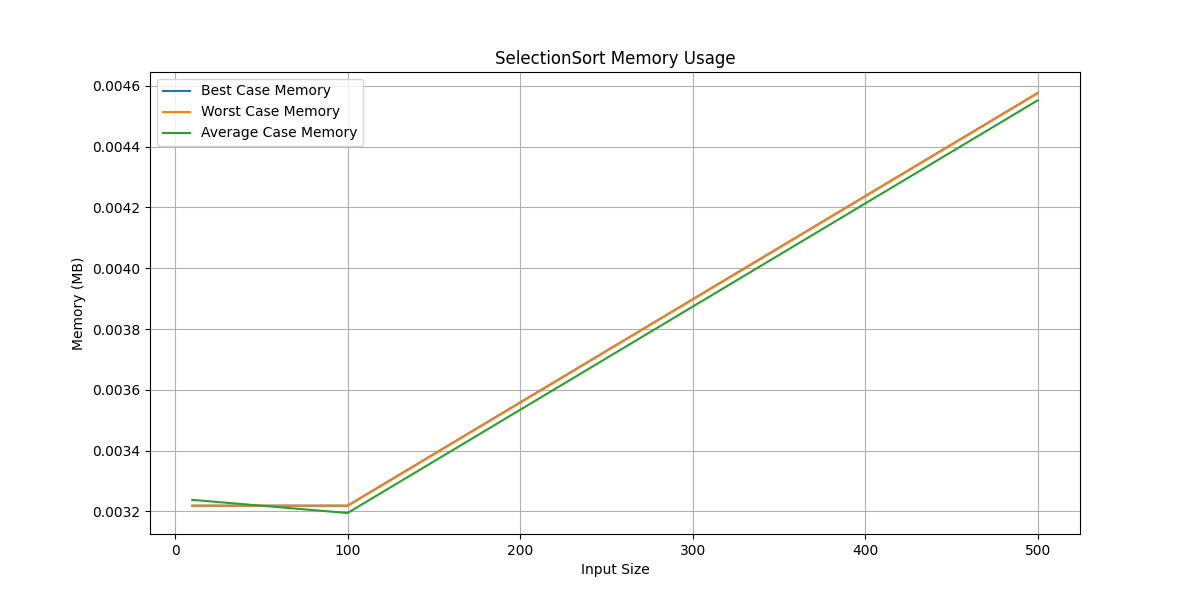 SelectionSort Memory Usage
Best Case Memory
Worst Case Memory
Average Case Memory
Memory (MB)
0.0046
0.0044
0.0042
0.0040
0.0038
0.0036
0.0034
0.0032
0 100 200 300 400 500
Input Size